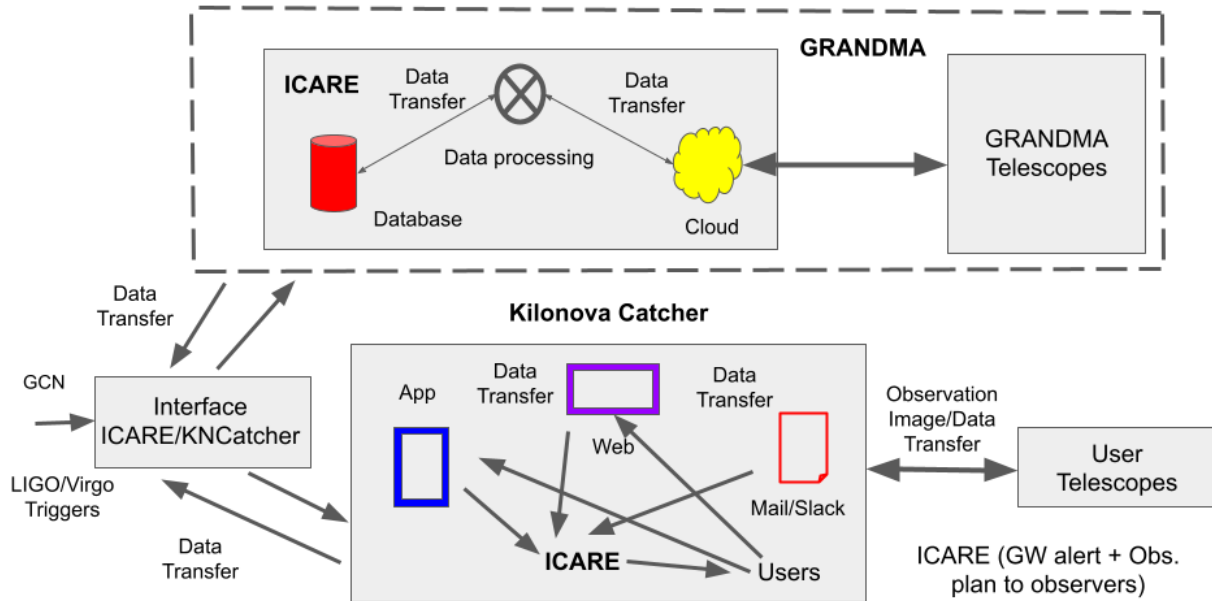 GRANDMA
ICARE
Data
Transfer
Data
Transfer
Data processing
Database
Cloud
GRANDMA
Telescopes
Data
Transfer
Kilonova Catcher
GCN
Interface
ICARE/KNCatcher
LIGO/Virgo
Triggers
Data
Transfer
App
Data
Transfer
Web
Data
Transfer
Mail/Slack
ICARE
Users
Observation
Image/Data
Transfer
User
Telescopes
ICARE (GW alert + Obs.
plan to observers)